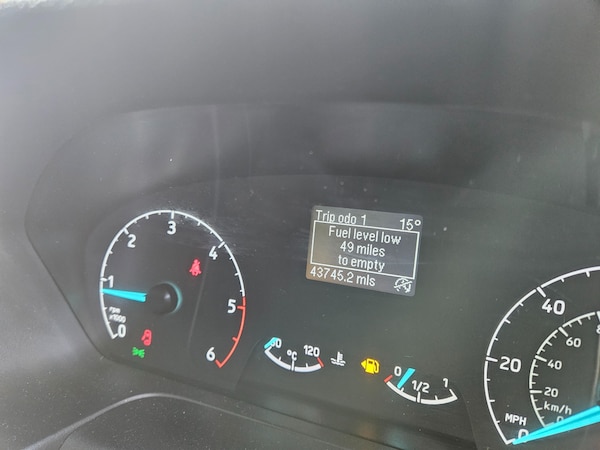 Trip odo 1 15°
Fuel level low
49 miles
to empty
43745.2 mls
0 1 2 3 4 5 6
rpm
x1000
°C 120
0 1/2 1
0 20 40
MPH
20 40 60
km/h